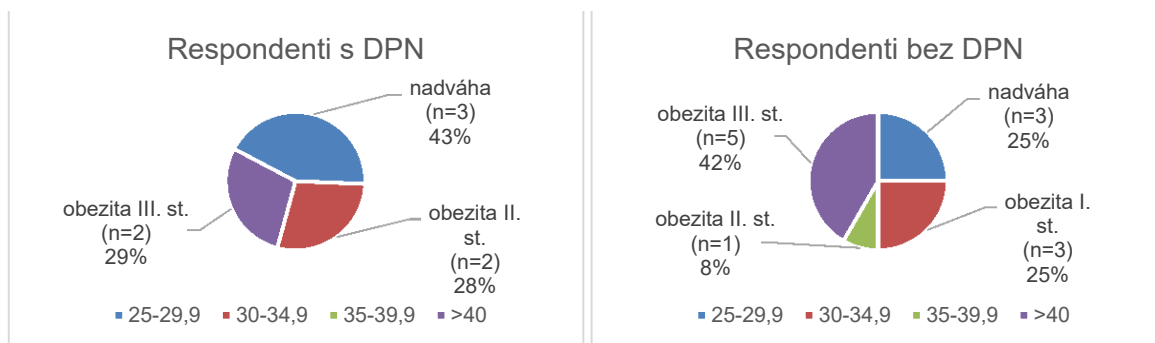 Respondenti s DPN
nadváha
(n=3)
43%
obezita III. st.
(n=2)
29%
obezita II.
st.
(n=2)
28%
25-29,9 30-34,9 35-39,9 >40
Respondenti bez DPN
nadváha
(n=3)
25%
obezita III. st.
(n=5)
42%
obezita I.
st.
(n=3)
25%
obezita II. st.
(n=1)
8%
25-29,9 30-34,9 35-39,9 >40